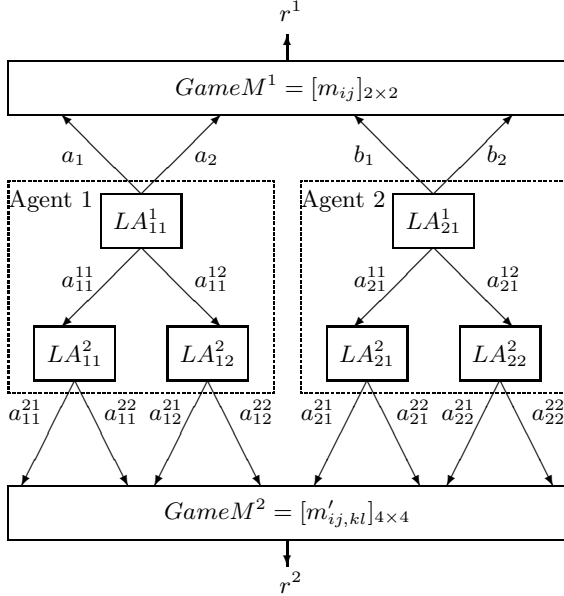 r^1
GameM^1 = [m_{ij}]_{2×2}
a_1 a_2 b_1 b_2
Agent 1 Agent 2
LA^1_{11} LA^1_{21}
a^{11}_{11} a^{12}_{11} a^{11}_{21} a^{12}_{21}
LA^2_{11} LA^2_{12} LA^2_{21} LA^2_{22}
a^{21}_{11} a^{22}_{11} a^{21}_{12} a^{22}_{12} a^{21}_{21} a^{22}_{21} a^{21}_{22} a^{22}_{22}
GameM^2 = [m'_{ij,kl}]_{4×4}
r^2